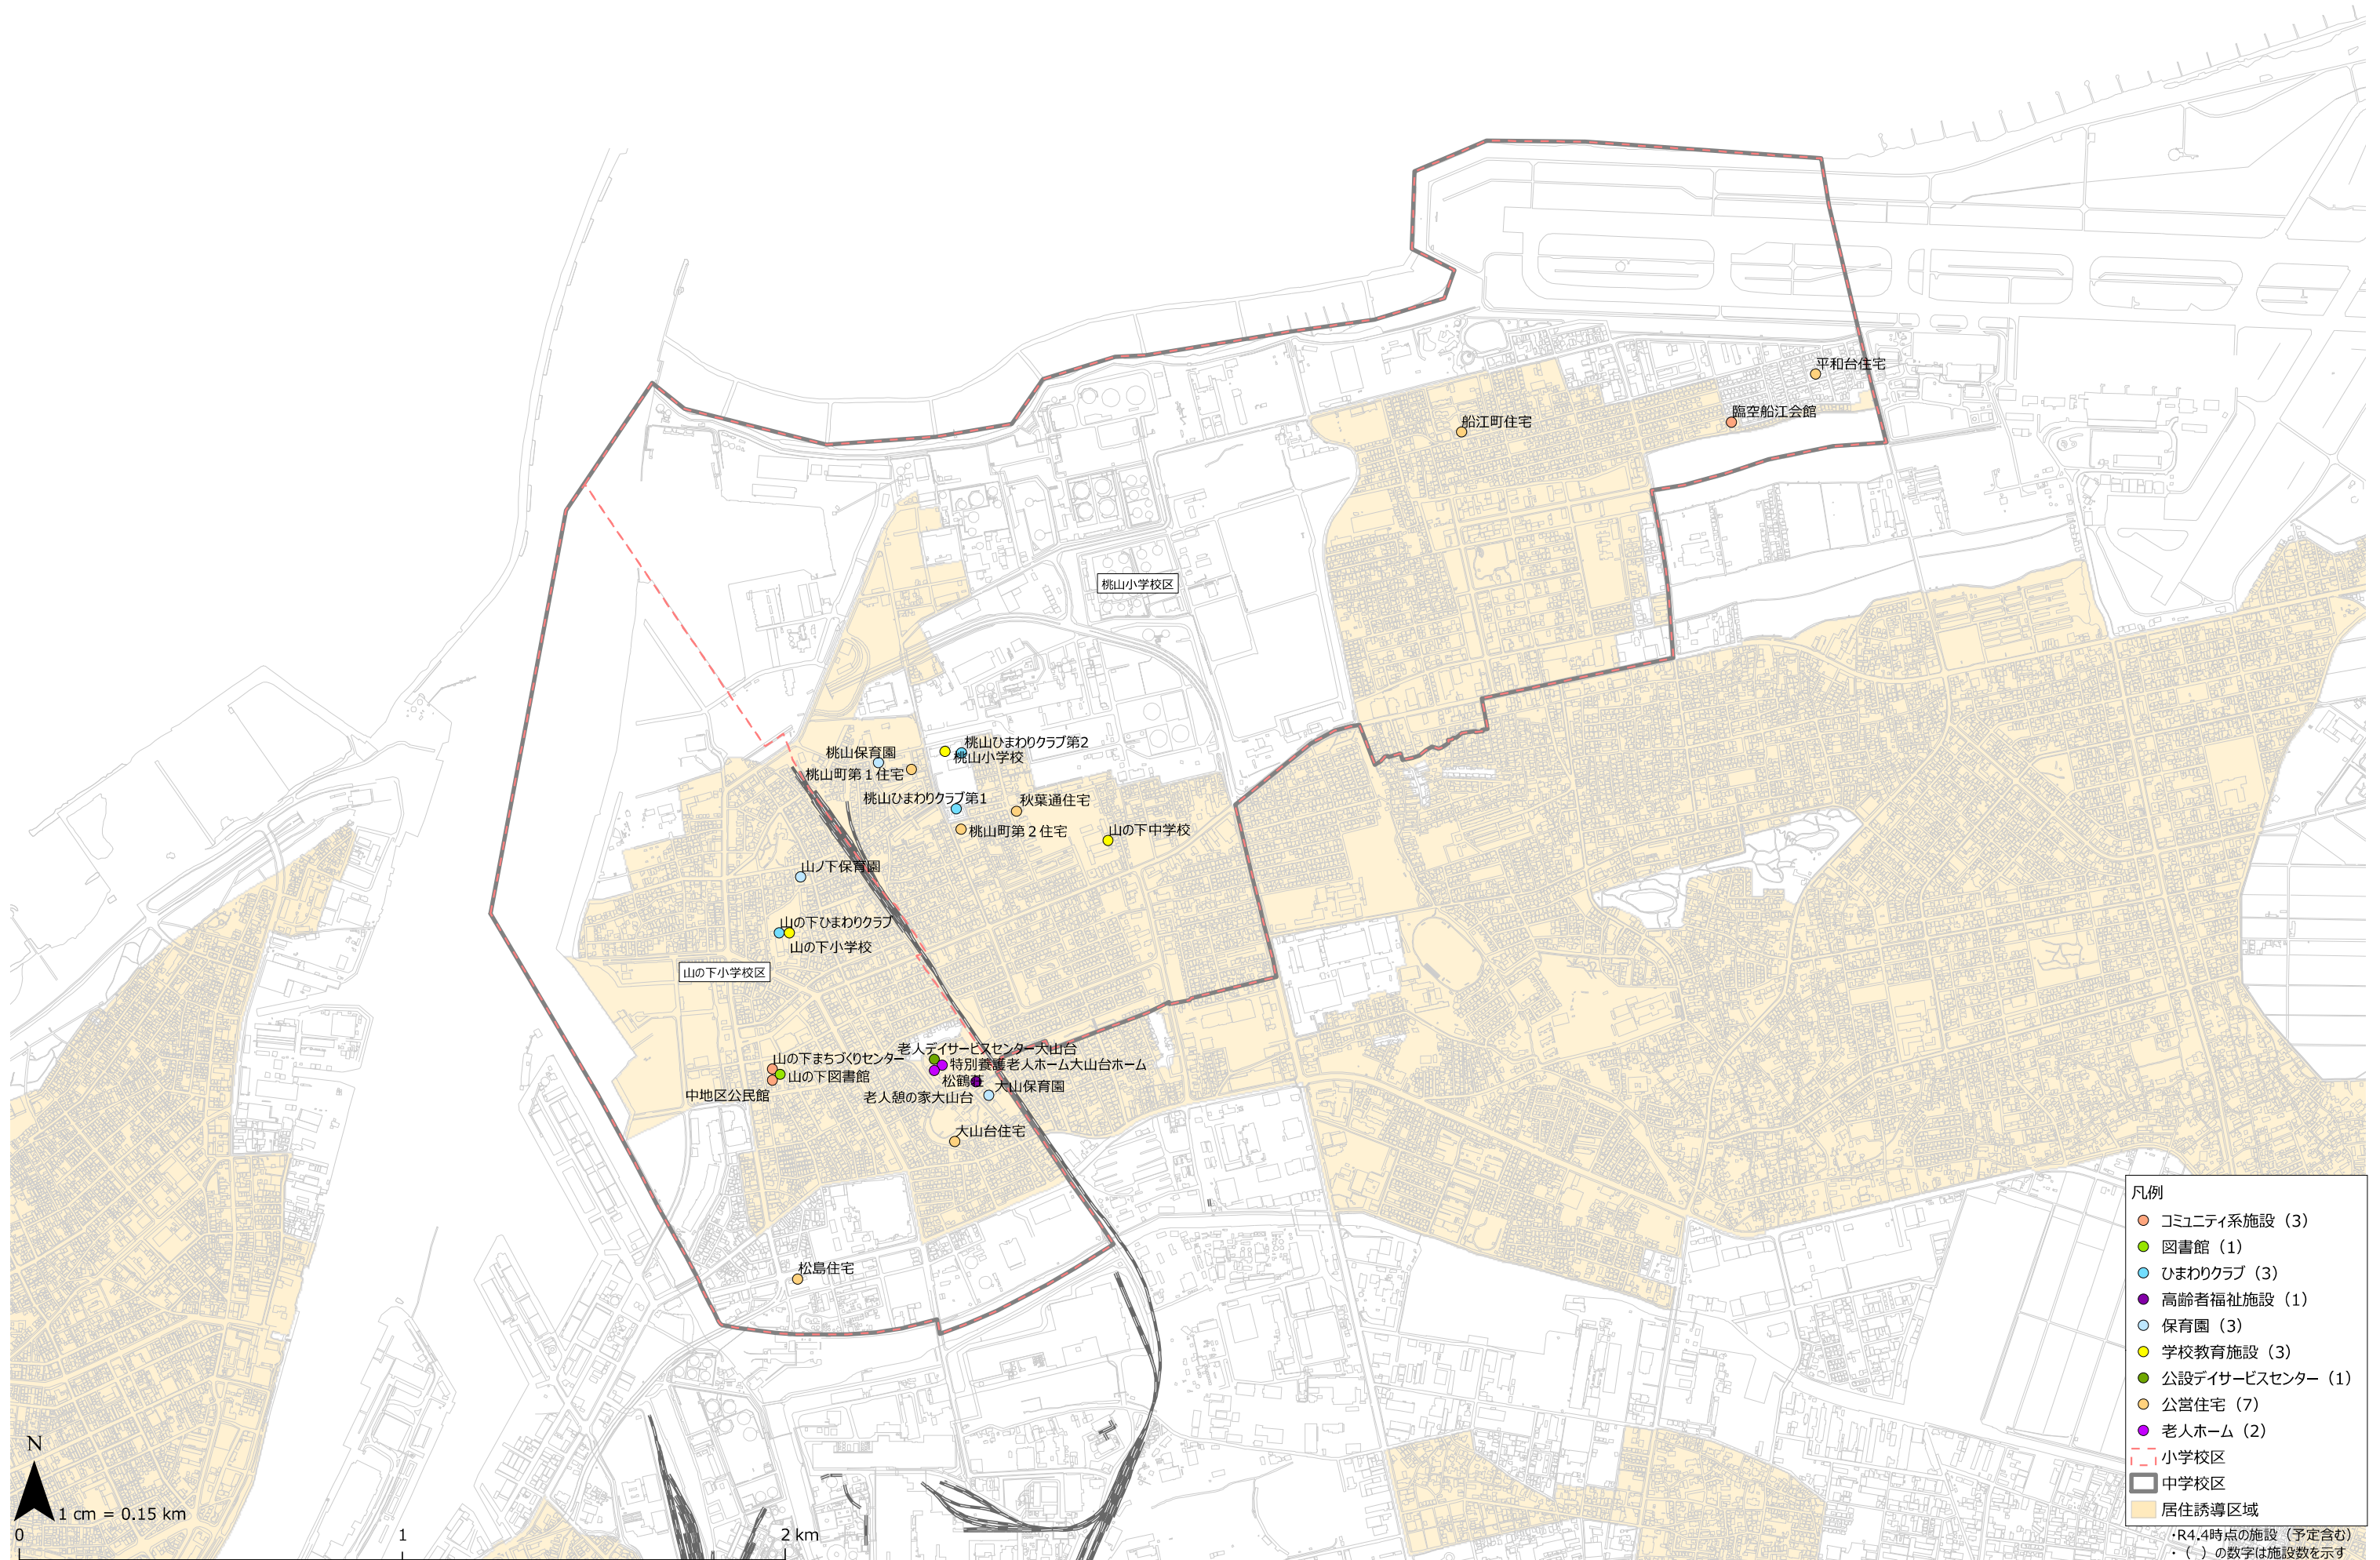 平和台住宅
臨空船江会館
船江町住宅
桃山小学校区
桃山ひまわりクラブ第2
桃山保育園
桃山小学校
桃山町第1住宅
桃山ひまわりクラブ第1
秋葉通住宅
桃山町第2住宅
山の下中学校
山ノ下保育園
山の下ひまわりクラブ
山の下小学校
山の下小学校区
老人デイサービスセンター大山台
山の下まちづくりセンター
特別養護老人ホーム大山台ホーム
山の下図書館
松鶴荘
大山保育園
中地区公民館
老人憩の家大山台
大山台住宅
松島住宅
凡例
コミュニティ系施設（3）
図書館（1）
ひまわりクラブ（3）
高齢者福祉施設（1）
保育園（3）
学校教育施設（3）
公設デイサービスセンター（1）
公営住宅（7）
老人ホーム（2）
小学校区
中学校区
居住誘導区域
・R4.4時点の施設（予定含む）
・（　）の数字は施設数を示す
N
1 cm = 0.15 km
0 1 2 km